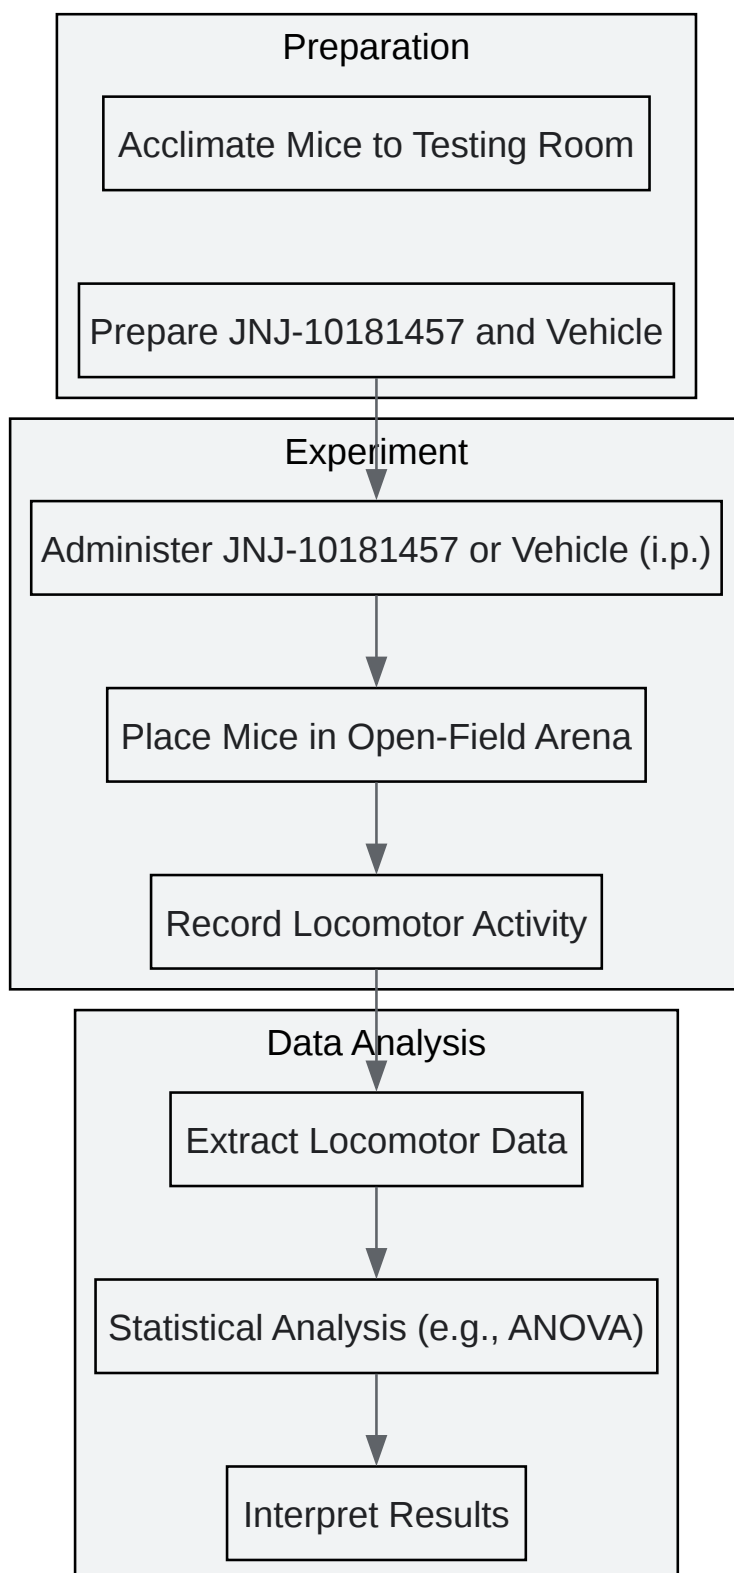 Preparation
Acclimate Mice to Testing Room
Prepare JNJ-10181457 and Vehicle
Experiment
Administer JNJ-10181457 or Vehicle (i.p.)
Place Mice in Open-Field Arena
Record Locomotor Activity
Data Analysis
Extract Locomotor Data
Statistical Analysis (e.g., ANOVA)
Interpret Results